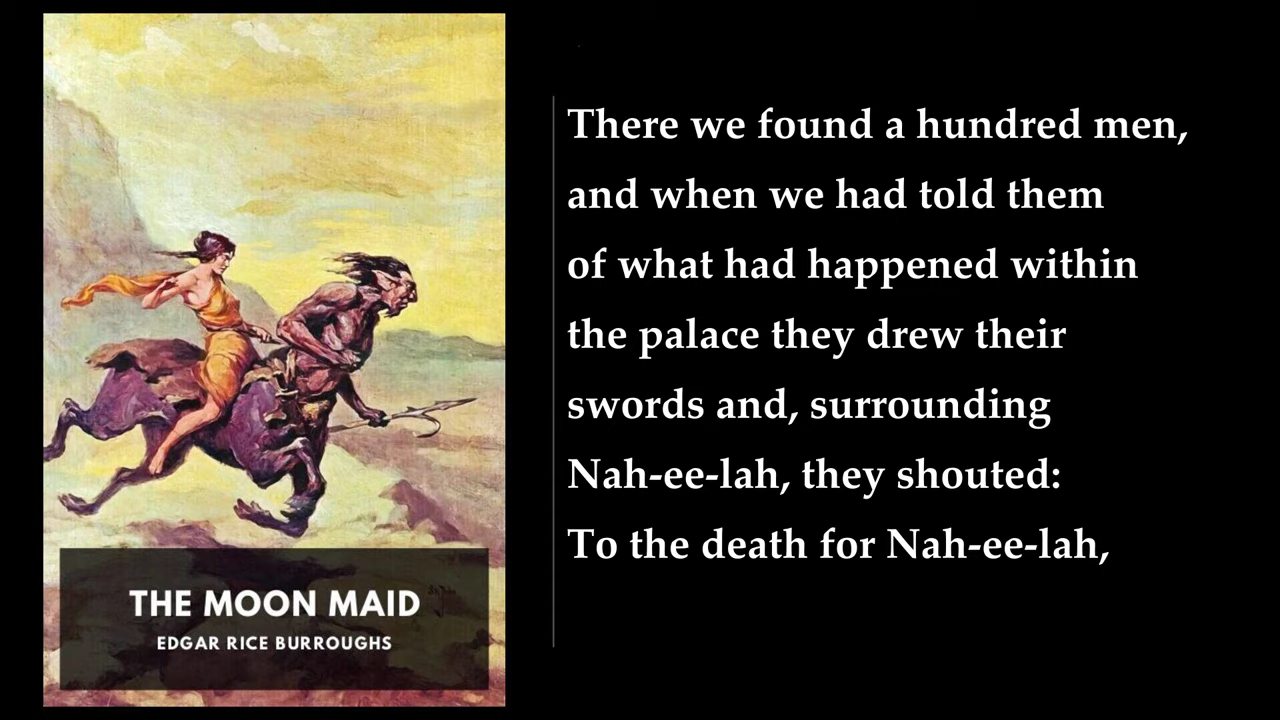 THE MOON MAID
EDGAR RICE BURROUGHS
There we found a hundred men,
and when we had told them
of what had happened within
the palace they drew their
swords and, surrounding
Nah-ee-lah, they shouted:
To the death for Nah-ee-lah,